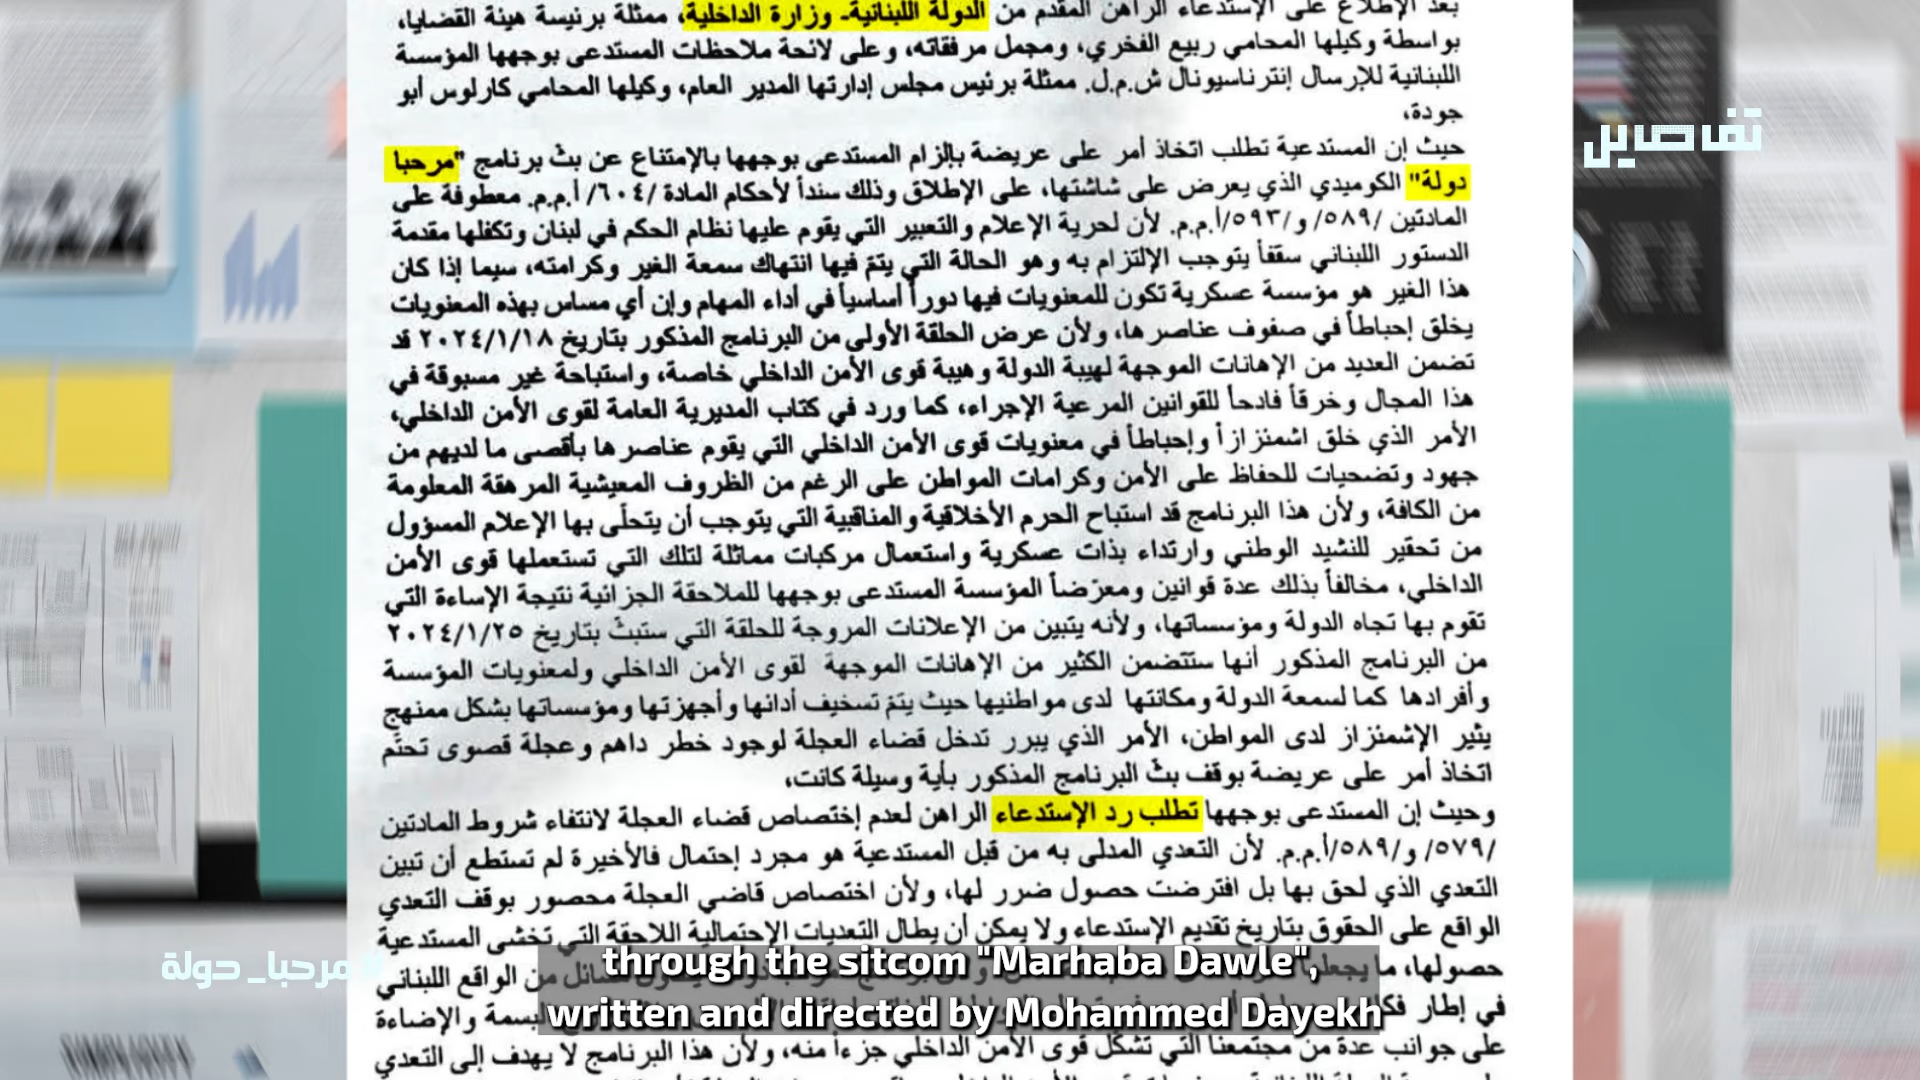 بعد الإطلاع على الإستدعاء الراهن المقدم من الدولة اللبنانية- وزارة الداخلية، ممثلة برئيسة هيئة القضايا،
بواسطة وكيلها المحامي ربيع الفخري، ومجمل مرفقاته، وعلى لائحة ملاحظات المستدعى بوجهها المؤسسة
اللبنانية للإرسال إنترناسيونال ش.م.ل. ممثلة برئيس مجلس إدارتها المدير العام، وكيلها المحامي كارلوس أبو
جودة،
حيث إن المستدعية تطلب اتخاذ أمر على عريضة بإلزام المستدعى بوجهها بالإمتناع عن بثّ برنامج "مرحبا
دولة" الكوميدي الذي يعرض على شاشتها، على الإطلاق وذلك سنداً لأحكام المادة /٦٠٤/ أ.م.م. معطوفة على
المادتين /٥٨٩/ و/٥٩٣/أ.م.م. لأن لحرية الإعلام والتعبير التي يقوم عليها نظام الحكم في لبنان وتكفلها مقدمة
الدستور اللبناني سقفاً يتوجب الإلتزام به وهو الحالة التي يتمّ فيها انتهاك سمعة الغير وكرامته، سيما إذا كان
هذا الغير هو مؤسسة عسكرية تكون للمعنويات فيها دوراً أساسياً في أداء المهام وإن أي مساس بهذه المعنويات
يخلق إحباطاً في صفوف عناصرها، ولأن عرض الحلقة الأولى من البرنامج المذكور بتاريخ ٢٠٢٤/١/١٨ قد
تضمن العديد من الإهانات الموجهة لهيبة الدولة وهيبة قوى الأمن الداخلي خاصة، واستباحة غير مسبوقة في
هذا المجال وخرقاً فادحاً للقوانين المرعية الإجراء، كما ورد في كتاب المديرية العامة لقوى الأمن الداخلي،
الأمر الذي خلق اشمئزازاً وإحباطاً في معنويات قوى الأمن الداخلي التي يقوم عناصرها بأقصى ما لديهم من
جهود وتضحيات للحفاظ على الأمن وكرامات المواطن على الرغم من الظروف المعيشية المرهقة المعلومة
من الكافة، ولأن هذا البرنامج قد استباح الحرم الأخلاقية والمناقبية التي يتوجب أن يتحلّى بها الإعلام المسؤول
من تحقير للنشيد الوطني وارتداء بذات عسكرية واستعمال مركبات مماثلة لتلك التي تستعملها قوى الأمن
الداخلي، مخالفاً بذلك عدة قوانين ومعرّضاً المؤسسة المستدعى بوجهها للملاحقة الجزائية نتيجة الإساءة التي
تقوم بها تجاه الدولة ومؤسساتها، ولأنه يتبين من الإعلانات المروجة للحلقة التي ستبثّ بتاريخ ٢٠٢٤/١/٢٥
من البرنامج المذكور أنها ستتضمن الكثير من الإهانات الموجهة لقوى الأمن الداخلي ولمعنويات المؤسسة
وأفرادها كما لسمعة الدولة ومكانتها لدى مواطنيها حيث يتمّ تسخيف أدائها وأجهزتها ومؤسساتها بشكل ممنهج
يثير الإشمئزاز لدى المواطن، الأمر الذي يبرر تدخل قضاء العجلة لوجود خطر داهم وعجلة قصوى تحتّم
اتخاذ أمر على عريضة بوقف بثّ البرنامج المذكور بأية وسيلة كانت،
وحيث إن المستدعى بوجهها تطلب رد الإستدعاء الراهن لعدم إختصاص قضاء العجلة لانتفاء شروط المادتين
/٥٧٩/ و/٥٨٩/أ.م.م. لأن التعدي المدلى به من قبل المستدعية هو مجرد إحتمال فالأخيرة لم تستطع أن تبين
التعدي الذي لحق بها بل افترضت حصول ضرر لها، ولأن اختصاص قاضي العجلة محصور بوقف التعدي
الواقع على الحقوق بتاريخ تقديم الإستدعاء ولا يمكن أن يطال التعديات الإحتمالية اللاحقة التي تخشى المستدعية
حصولها، ما من الواقع اللبناني
في إطار البسمة والإضاءة
على جوانب عدة من مجتمعنا التي تشكل قوى الأمن الداخلي جزءاً منه، ولأن هذا البرنامج لا يهدف إلى التعدي
تفاصيل
#مرحبا_دولة
through the sitcom "Marhaba Dawle",
written and directed by Mohammed Dayekh